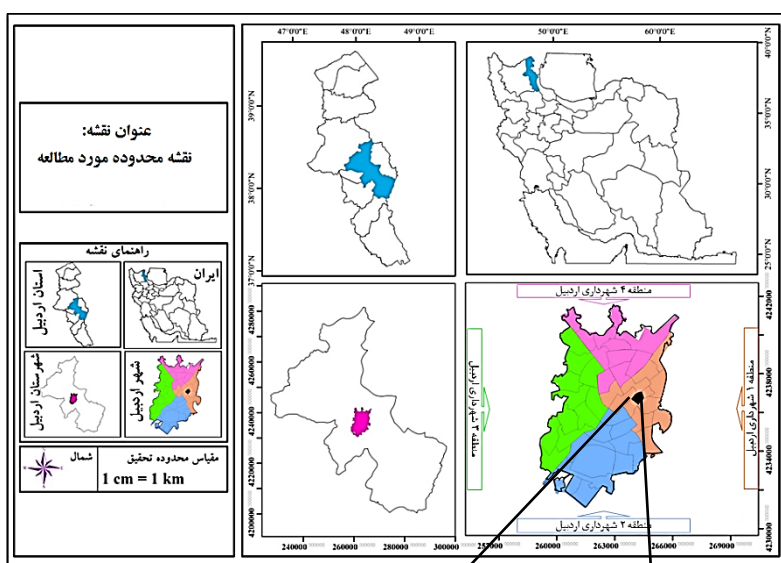 عنوان نقشه:
نقشه محدوده مورد مطالعه
راهنمای نقشه
ایران
استان اردبیل
شهر اردبیل
شهرستان اردبیل
مقیاس محدوده تحقیق
1 cm = 1 km
شمال
47°0'0"E 48°0'0"E 49°0'0"E
39°0'0"N
38°0'0"N
37°0'0"N
50°0'0"E 60°0'0"E
40°0'0"N
35°0'0"N
30°0'0"N
25°0'0"N
4280000
4260000
4240000
4220000
4200000
240000 260000 280000 300000
منطقه ۴ شهرداری اردبیل
منطقه ۱ شهرداری اردبیل
منطقه ۳ شهرداری اردبیل
منطقه ۲ شهرداری اردبیل
4242000
4238000
4234000
4230000
257000 260000 263000 266000 269000